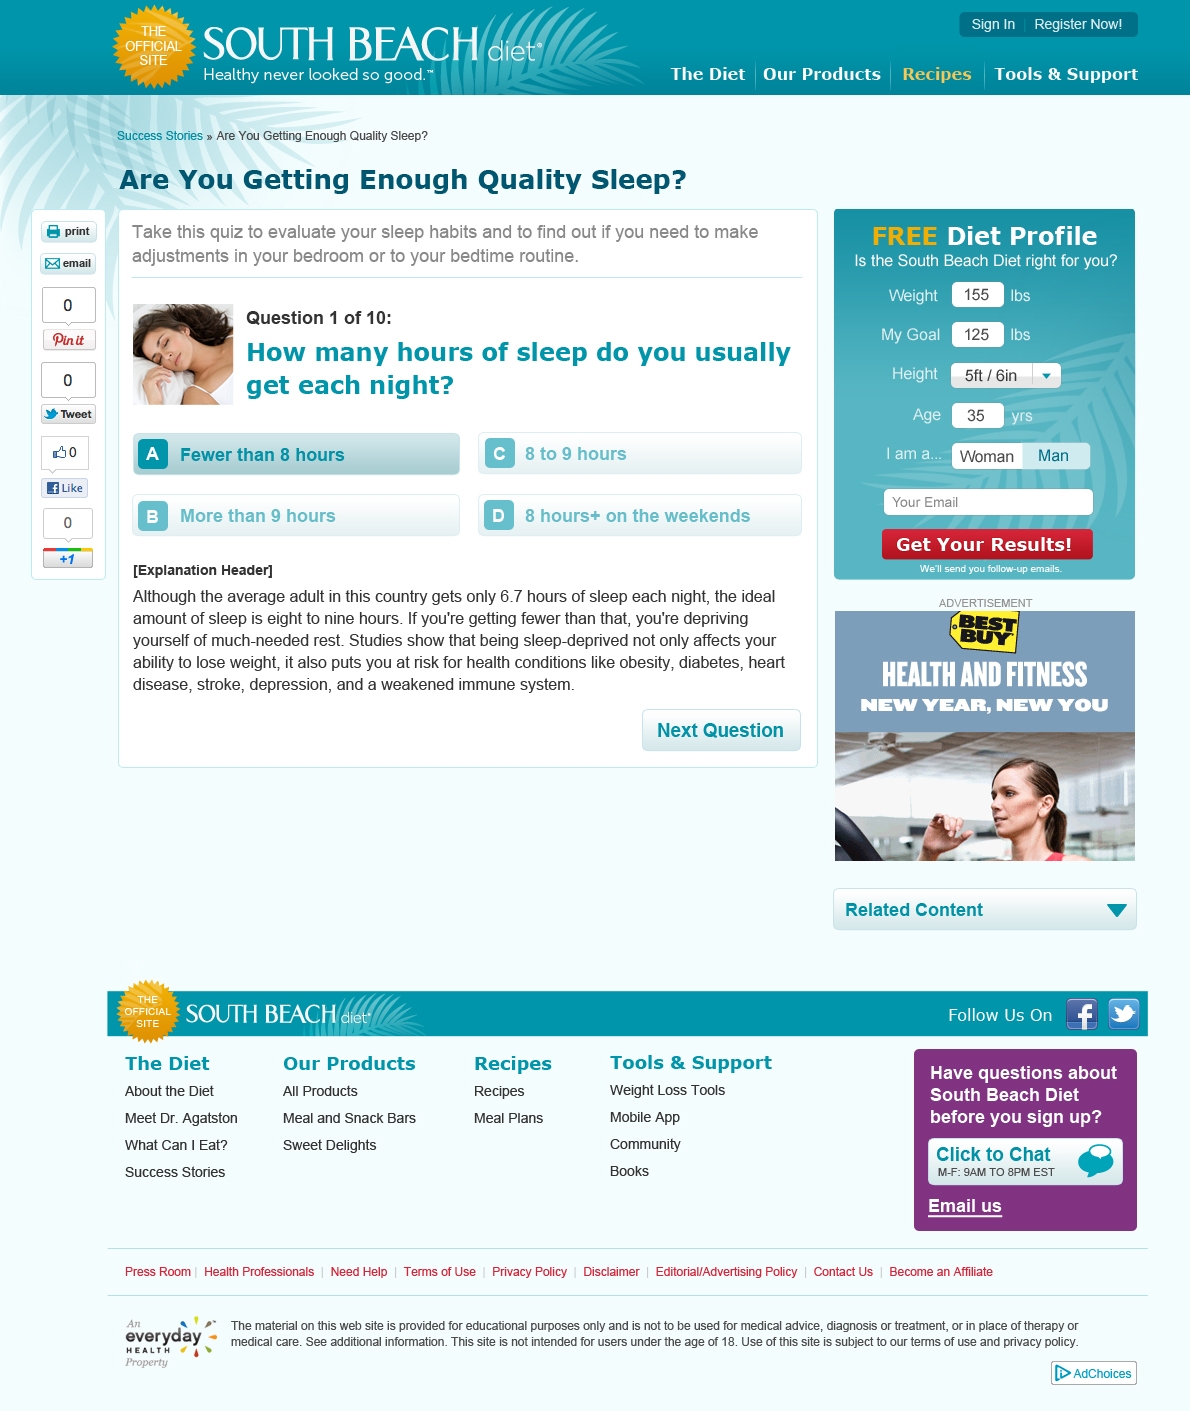 THE
OFFICIAL
SITE
SOUTH BEACH diet®
Healthy never looked so good.™
Sign In | Register Now!
The Diet
Our Products
Recipes
Tools & Support
Success Stories » Are You Getting Enough Quality Sleep?
Are You Getting Enough Quality Sleep?
print
email
0
Pin it
0
Tweet
0
Like
0
+1
Take this quiz to evaluate your sleep habits and to find out if you need to make
adjustments in your bedroom or to your bedtime routine.
Question 1 of 10:
How many hours of sleep do you usually
get each night?
A Fewer than 8 hours
C 8 to 9 hours
B More than 9 hours
D 8 hours+ on the weekends
[Explanation Header]
Although the average adult in this country gets only 6.7 hours of sleep each night, the ideal
amount of sleep is eight to nine hours. If you're getting fewer than that, you're depriving
yourself of much-needed rest. Studies show that being sleep-deprived not only affects your
ability to lose weight, it also puts you at risk for health conditions like obesity, diabetes, heart
disease, stroke, depression, and a weakened immune system.
Next Question
FREE Diet Profile
Is the South Beach Diet right for you?
Weight 155 lbs
My Goal 125 lbs
Height 5ft / 6in
Age 35 yrs
I am a... Woman Man
Your Email
Get Your Results!
We'll send you follow-up emails.
ADVERTISEMENT
BEST
BUY
HEALTH AND FITNESS
NEW YEAR, NEW YOU
Related Content
THE
OFFICIAL
SITE
SOUTH BEACH diet®
Follow Us On
The Diet
About the Diet
Meet Dr. Agatston
What Can I Eat?
Success Stories
Our Products
All Products
Meal and Snack Bars
Sweet Delights
Recipes
Recipes
Meal Plans
Tools & Support
Weight Loss Tools
Mobile App
Community
Books
Have questions about
South Beach Diet
before you sign up?
Click to Chat
M-F: 9AM TO 8PM EST
Email us
Press Room | Health Professionals | Need Help | Terms of Use | Privacy Policy | Disclaimer | Editorial/Advertising Policy | Contact Us | Become an Affiliate
An
everyday
HEALTH
Property
The material on this web site is provided for educational purposes only and is not to be used for medical advice, diagnosis or treatment, or in place of therapy or
medical care. See additional information. This site is not intended for users under the age of 18. Use of this site is subject to our terms of use and privacy policy.
AdChoices